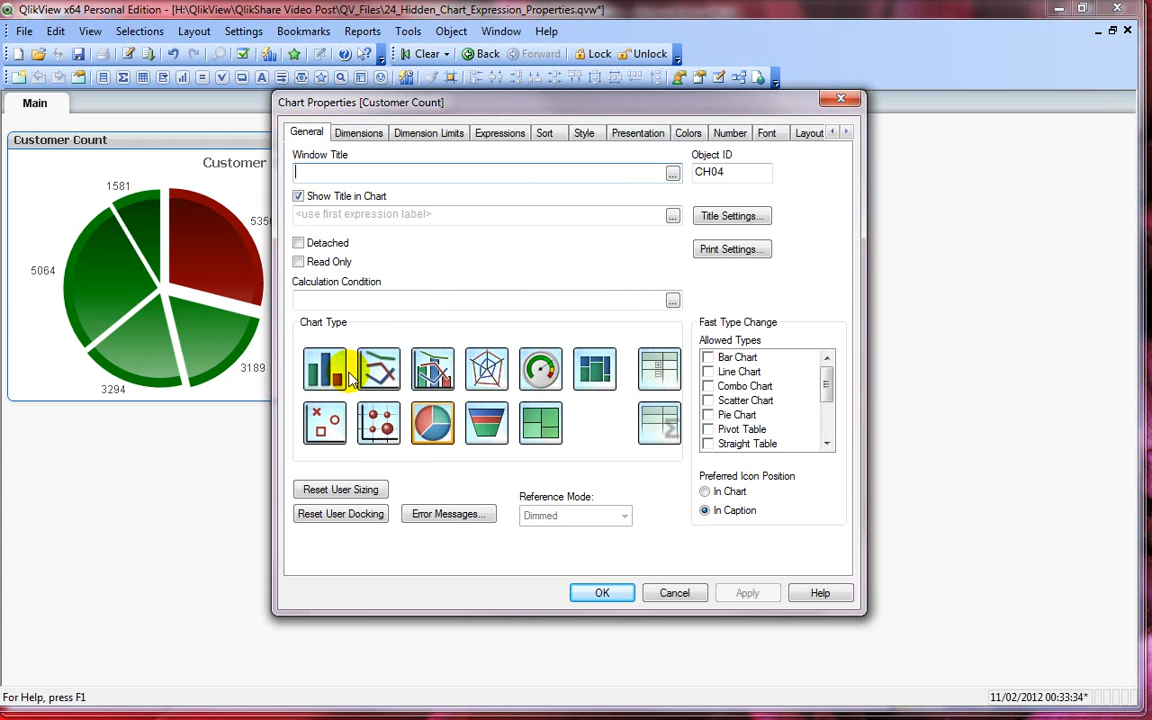 QlikView x64 Personal Edition - [H:\QlikShare Video Post\QV_Files\24_Hidden_Chart_Expression_Properties.qvw*]
File Edit View Selections Layout Settings Bookmarks Reports Tools Object Window Help
Clear Back Forward Lock Unlock
Main
Customer Count
Customer
1581
535
5064
3189
3294
Chart Properties [Customer Count]
General Dimensions Dimension Limits Expressions Sort Style Presentation Colors Number Font Layout
Window Title
Object ID
CH04
Show Title in Chart
<use first expression label>
Title Settings...
Detached
Print Settings...
Read Only
Calculation Condition
Chart Type
Fast Type Change
Allowed Types
Bar Chart
Line Chart
Combo Chart
Scatter Chart
Pie Chart
Pivot Table
Straight Table
Preferred Icon Position
In Chart
In Caption
Reset User Sizing
Reset User Docking
Error Messages...
Reference Mode:
Dimmed
OK Cancel Apply Help
For Help, press F1
11/02/2012 00:33:34*